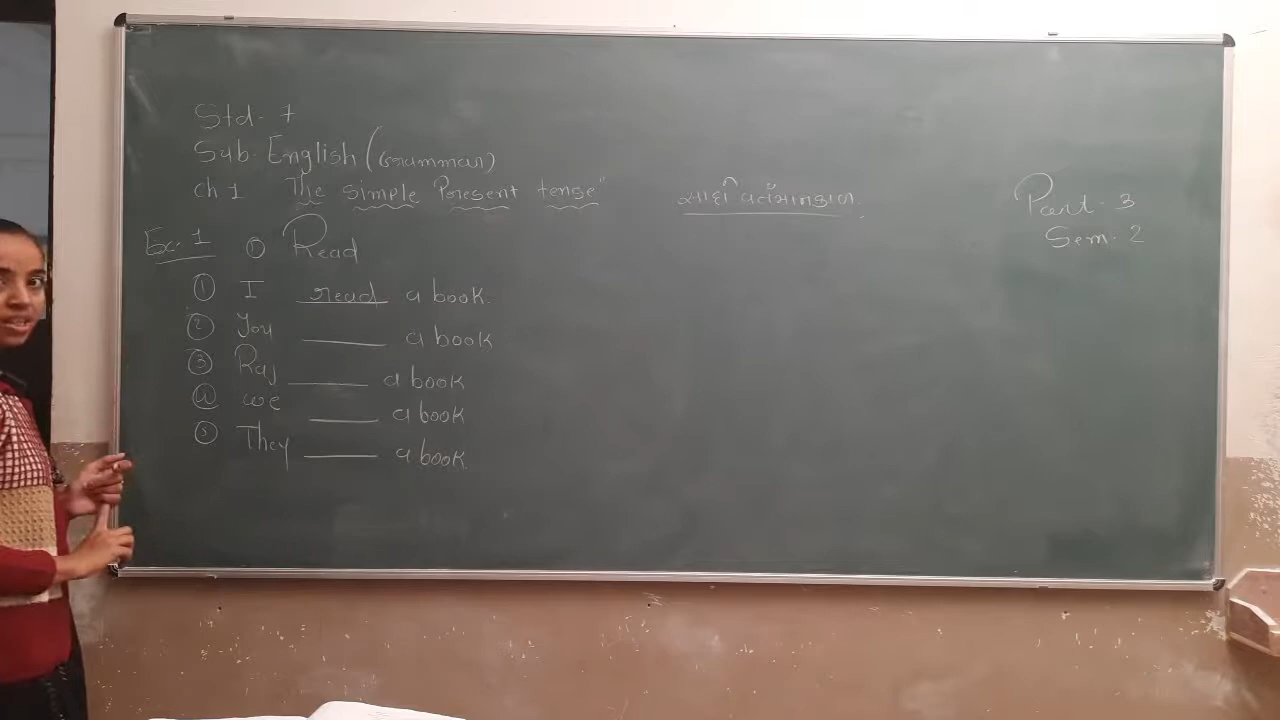 Std- 7
Sub- English (Grammar)
Ch 1 "The simple Present tense" સાદો વર્તમાનકાળ.
Part- 3
Sem- 2
Ex- 1 ① Read
① I read a book.
② You ____ a book
③ Raj ____ a book
④ we ____ a book
⑤ They ____ a book.